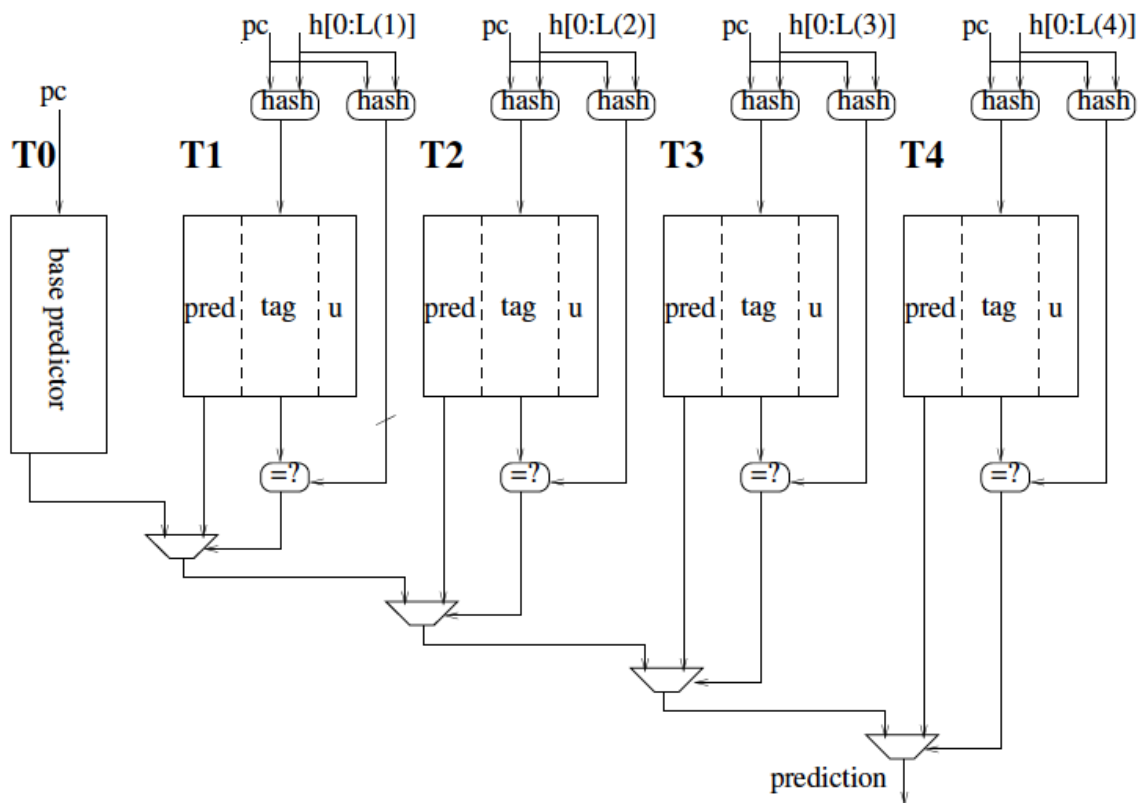 pc h[0:L(1)] pc h[0:L(2)] pc h[0:L(3)] pc h[0:L(4)]
hash hash hash hash hash hash hash hash
pc
T0 T1 T2 T3 T4
base predictor
pred tag u pred tag u pred tag u pred tag u
=? =? =? =?
prediction